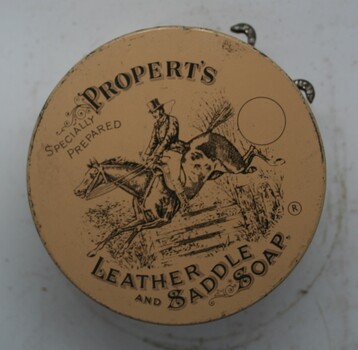 PROPERT'S
SPECIALLY
PREPARED
LEATHER
AND SADDLE
SOAP.
®